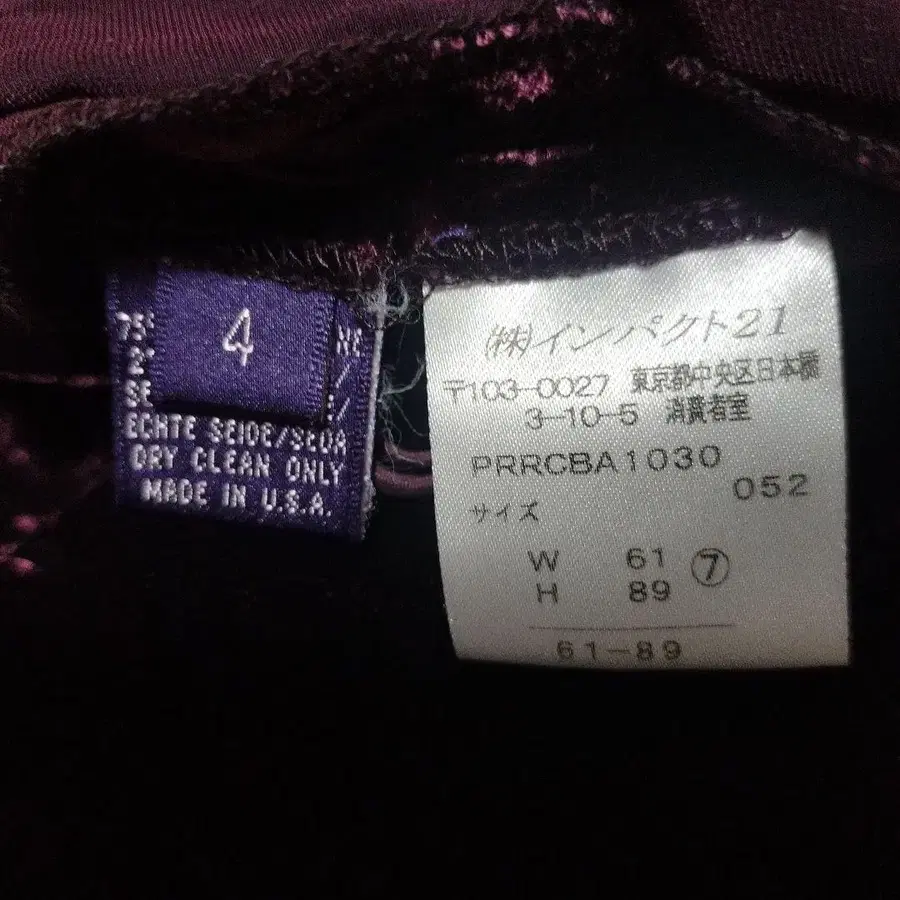 4
ECHTE SEIDE/SEDA
DRY CLEAN ONLY
MADE IN U.S.A.
(株)インパクト21
〒103-0027 東京都中央区日本橋
3-10-5 消費者室
PRRCBA1030
052
サイズ
W 61 ⑦
H 89
61-89